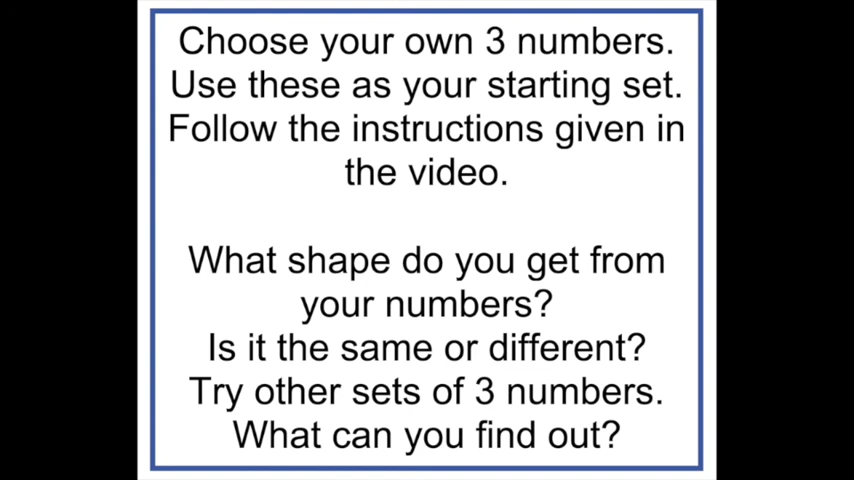 Choose your own 3 numbers.
Use these as your starting set.
Follow the instructions given in
the video.
What shape do you get from
your numbers?
Is it the same or different?
Try other sets of 3 numbers.
What can you find out?